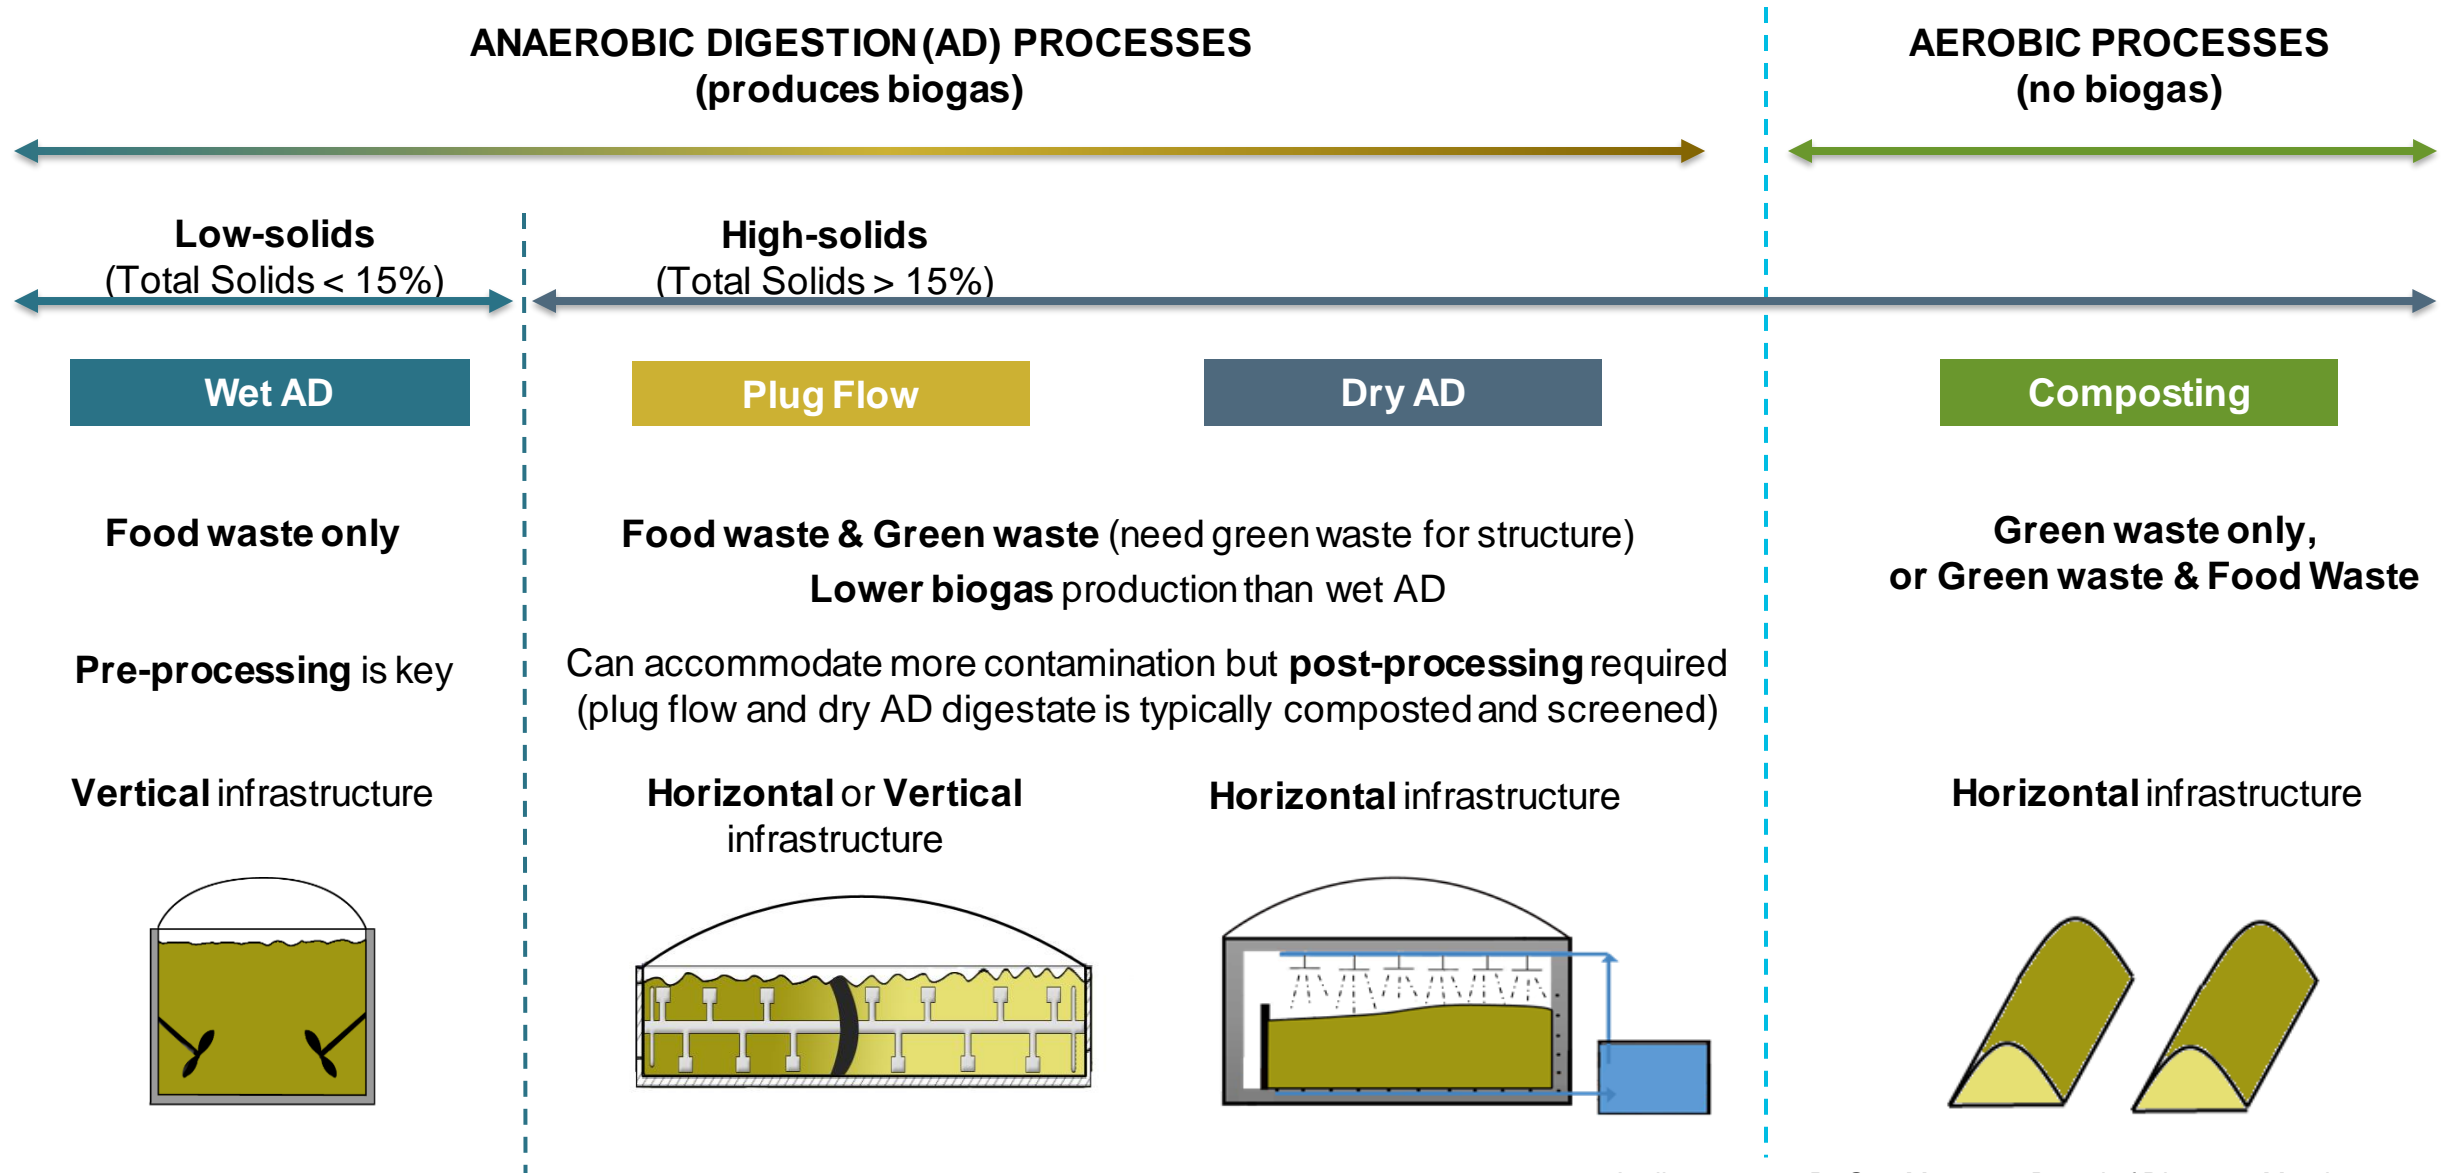 ANAEROBIC DIGESTION (AD) PROCESSES
(produces biogas)
AEROBIC PROCESSES
(no biogas)
Low-solids
(Total Solids < 15%)
High-solids
(Total Solids > 15%)
Wet AD
Plug Flow
Dry AD
Composting
Food waste only
Food waste & Green waste (need green waste for structure)
Lower biogas production than wet AD
Green waste only,
or Green waste & Food Waste
Pre-processing is key
Can accommodate more contamination but post-processing required
(plug flow and dry AD digestate is typically composted and screened)
Vertical infrastructure
Horizontal or Vertical
infrastructure
Horizontal infrastructure
Horizontal infrastructure